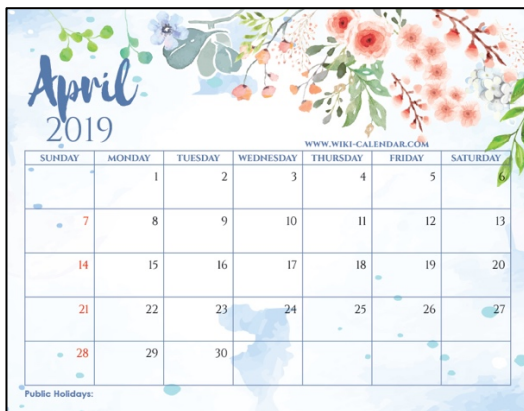 April
2019
WWW.WIKI-CALENDAR.COM
SUNDAY MONDAY TUESDAY WEDNESDAY THURSDAY FRIDAY SATURDAY
1 2 3 4 5 6
7 8 9 10 11 12 13
14 15 16 17 18 19 20
21 22 23 24 25 26 27
28 29 30
Public Holidays: